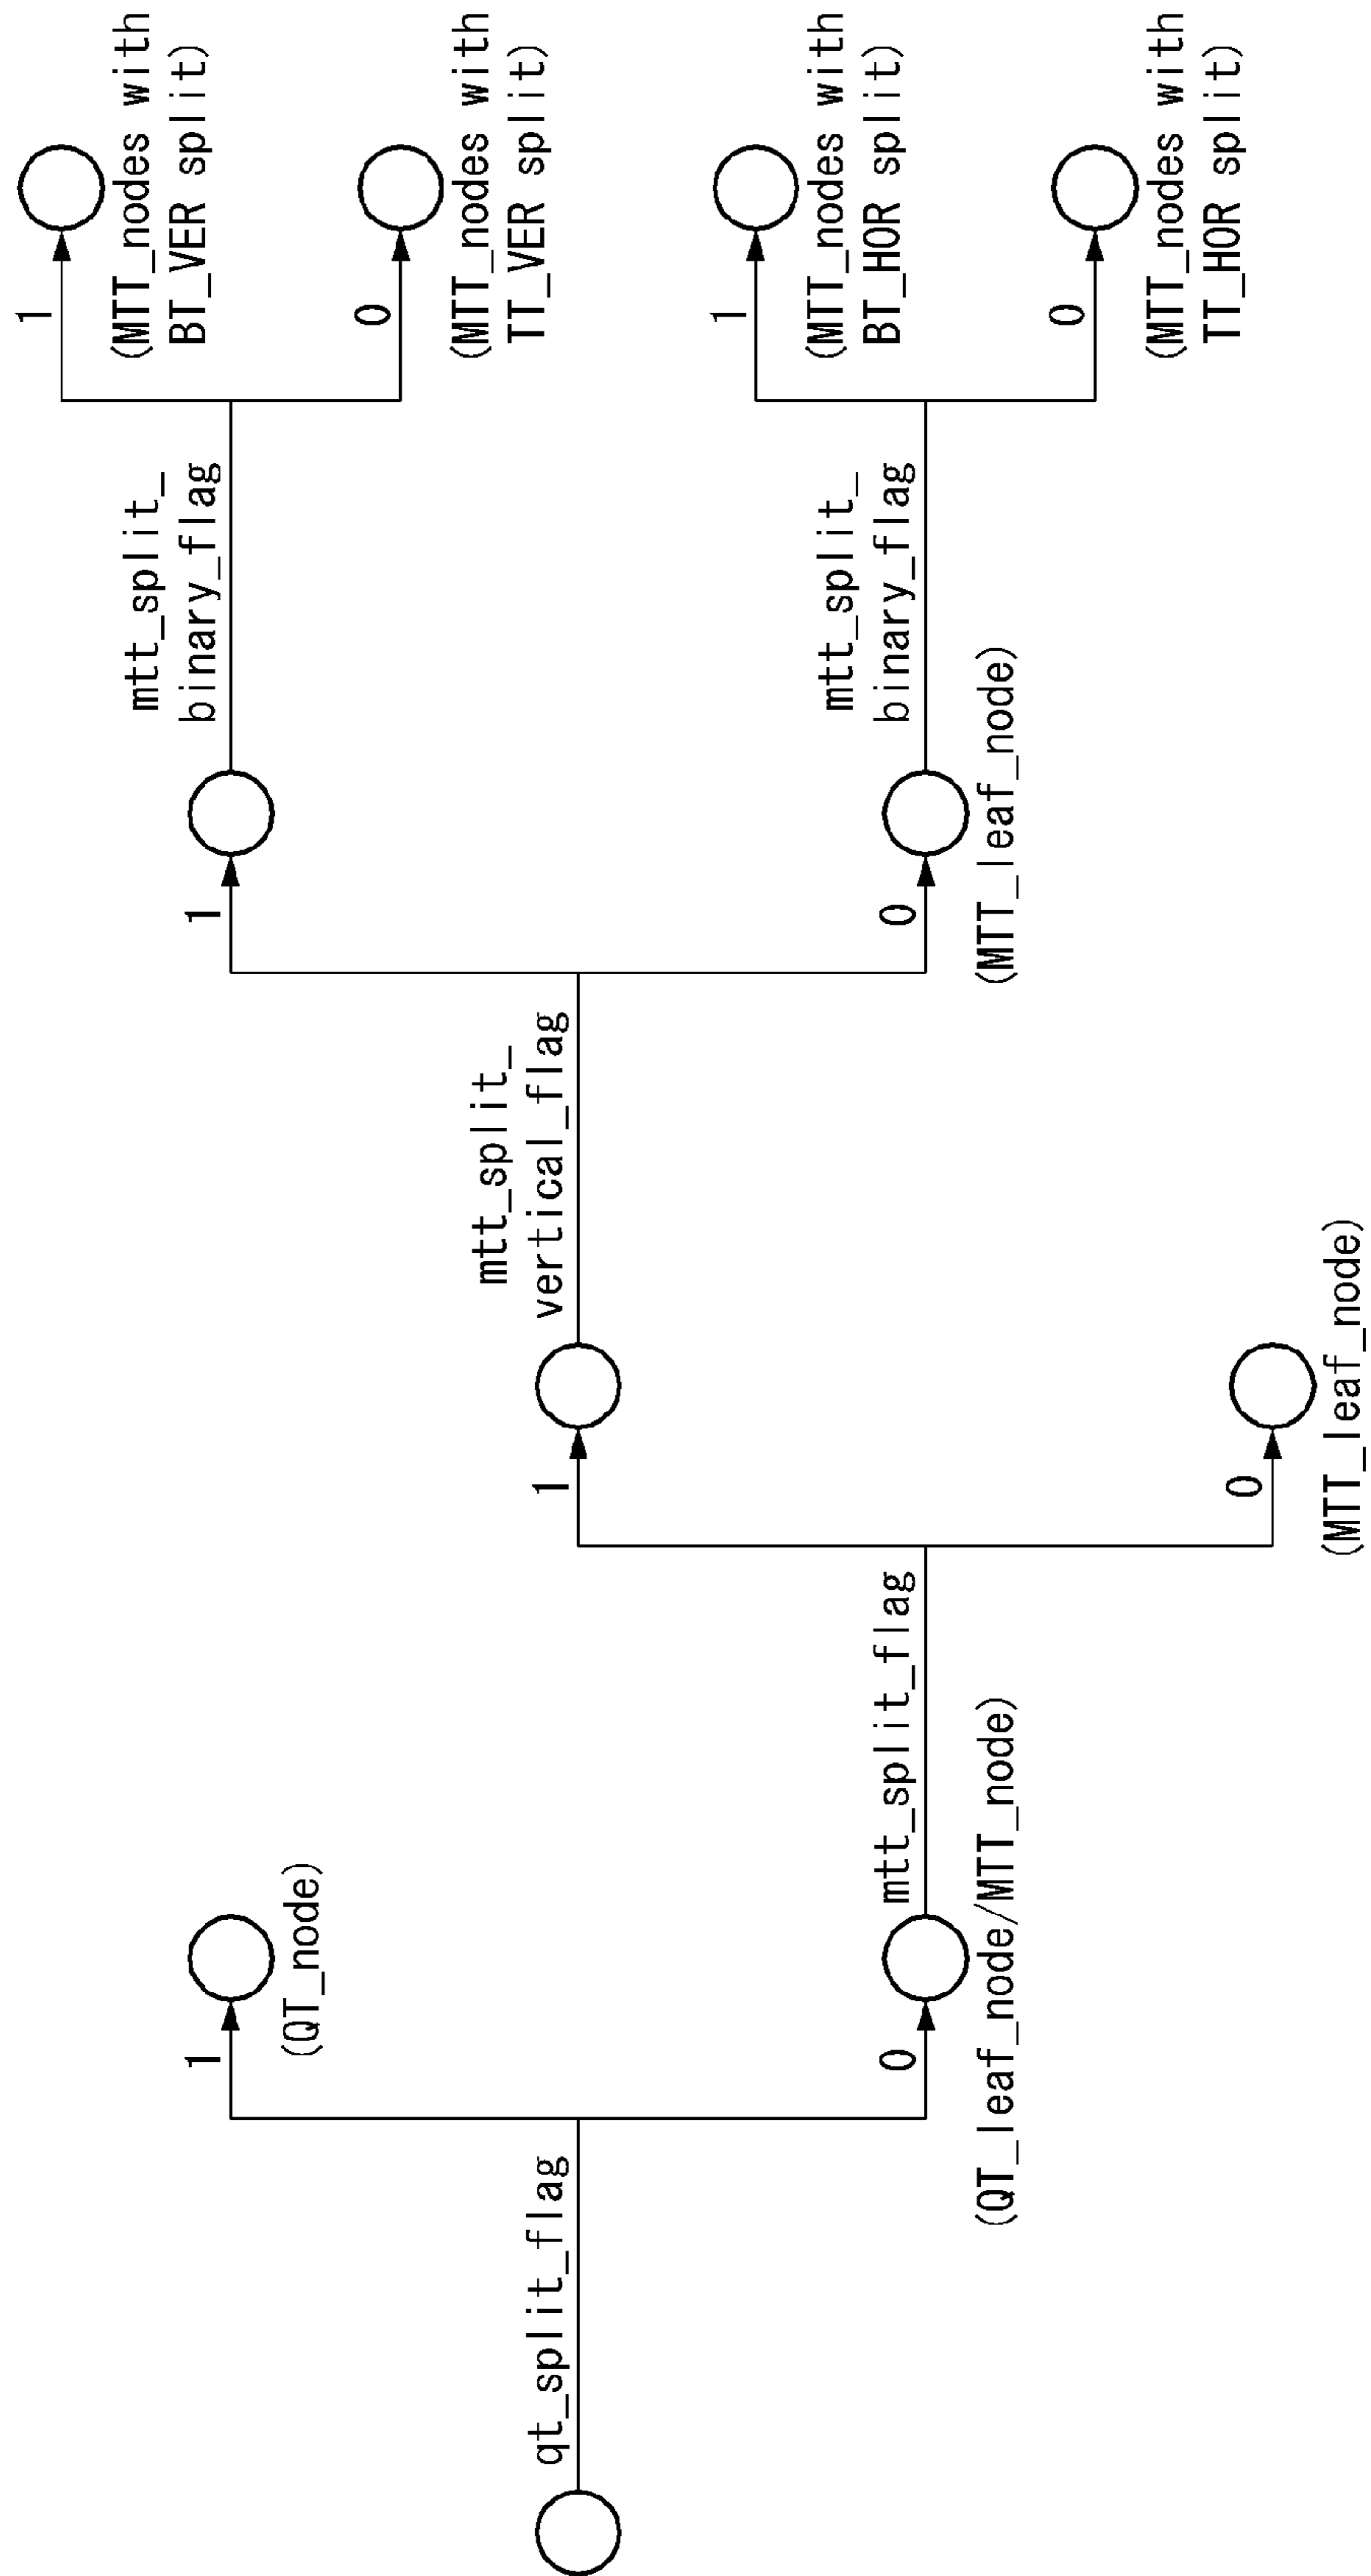 qt_split_flag
1
(QT_node)
0
(QT_leaf_node/MTT_node)
mtt_split_flag
1
0
(MTT_leaf_node)
mtt_split_
vertical_flag
1
0
(MTT_leaf_node)
mtt_split_
binary_flag
1
(MTT_nodes with
BT_VER split)
0
(MTT_nodes with
TT_VER split)
mtt_split_
binary_flag
1
(MTT_nodes with
BT_HOR split)
0
(MTT_nodes with
TT_HOR split)